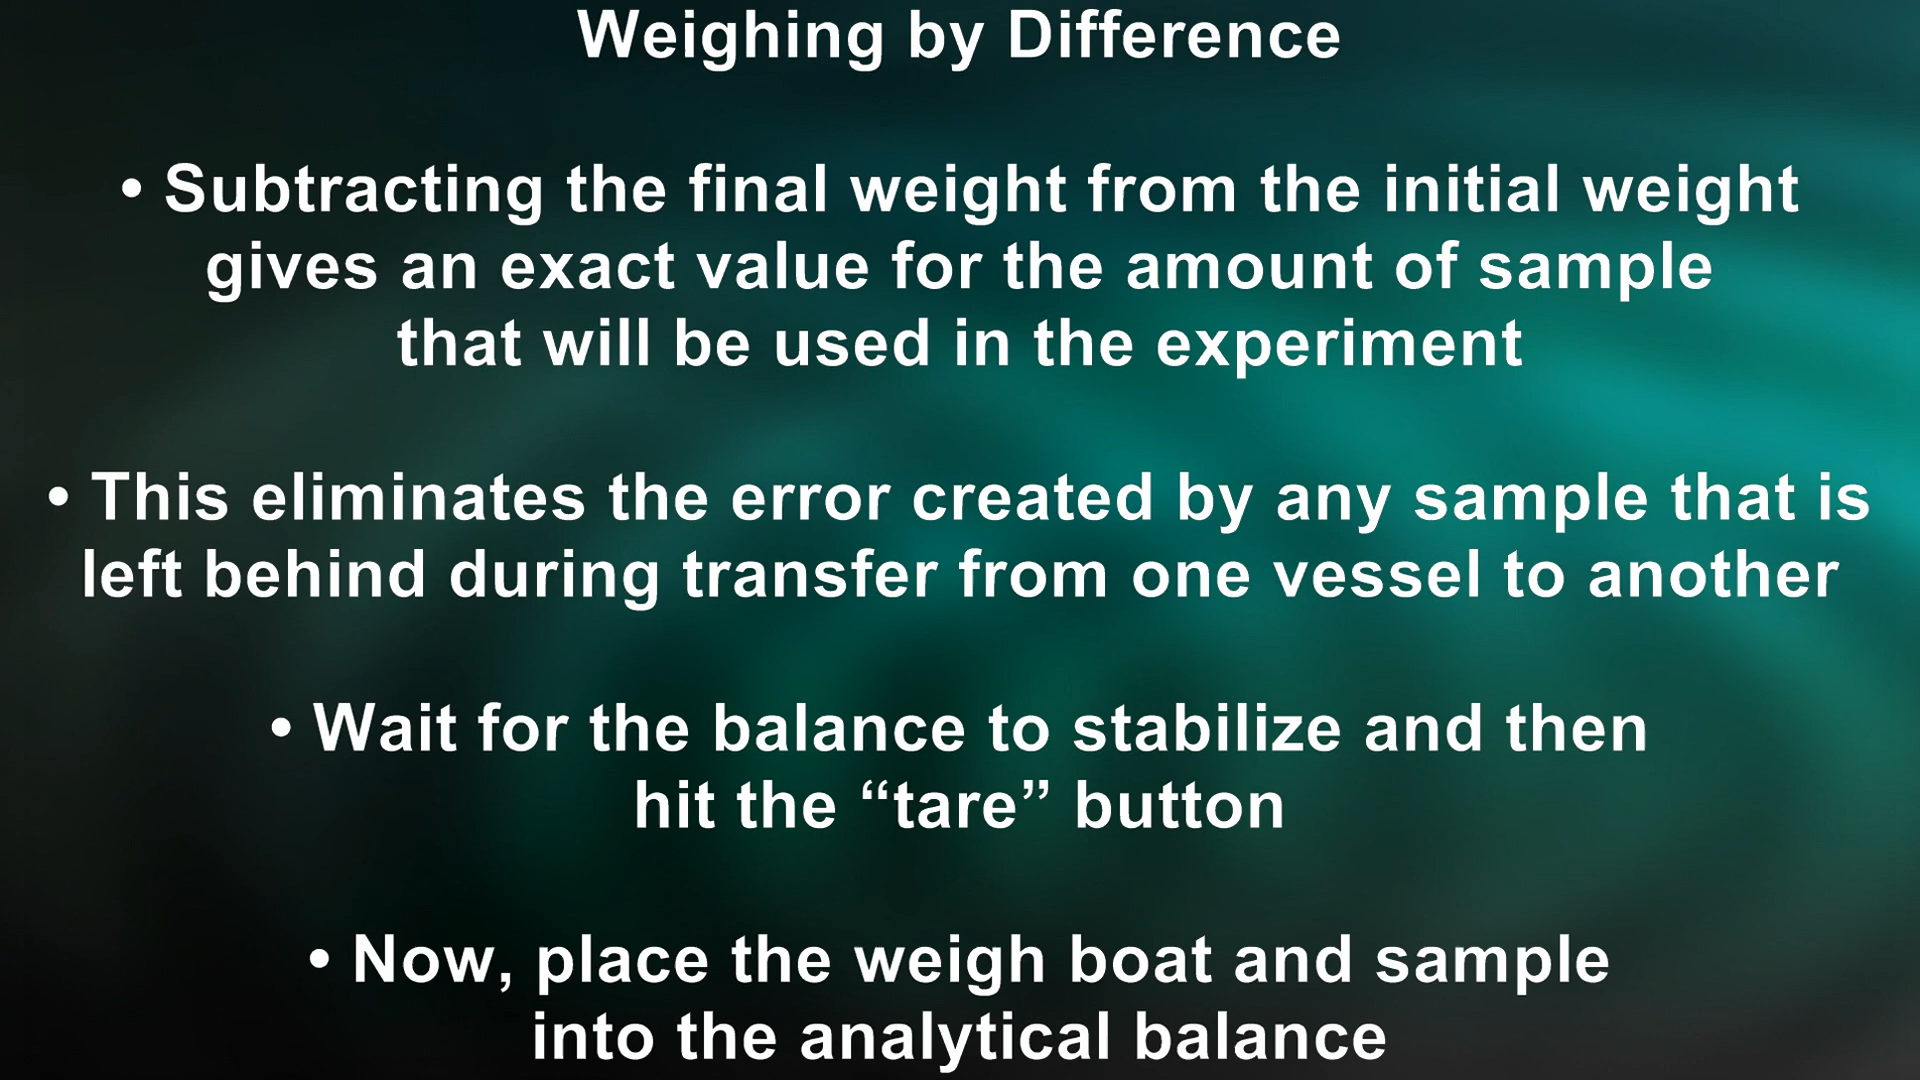 Weighing by Difference
• Subtracting the final weight from the initial weight
gives an exact value for the amount of sample
that will be used in the experiment
• This eliminates the error created by any sample that is
left behind during transfer from one vessel to another
• Wait for the balance to stabilize and then
hit the “tare” button
• Now, place the weigh boat and sample
into the analytical balance